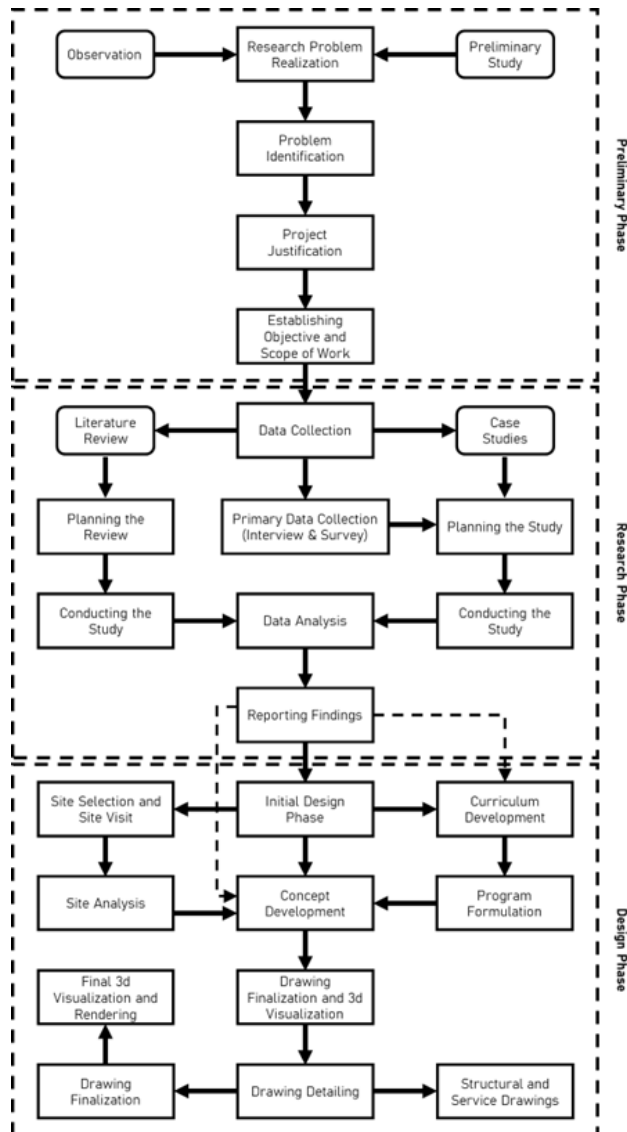 Observation
Research Problem
Realization
Preliminary
Study
Problem
Identification
Project
Justification
Establishing
Objective and
Scope of Work
Preliminary Phase
Literature
Review
Data Collection
Case
Studies
Planning the
Review
Primary Data Collection
(Interview & Survey)
Planning the Study
Conducting the
Study
Data Analysis
Conducting the
Study
Reporting Findings
Research Phase
Site Selection and
Site Visit
Initial Design
Phase
Curriculum
Development
Site Analysis
Concept
Development
Program
Formulation
Final 3d
Visualization and
Rendering
Drawing
Finalization and 3d
Visualization
Drawing
Finalization
Drawing Detailing
Structural and
Service Drawings
Design Phase